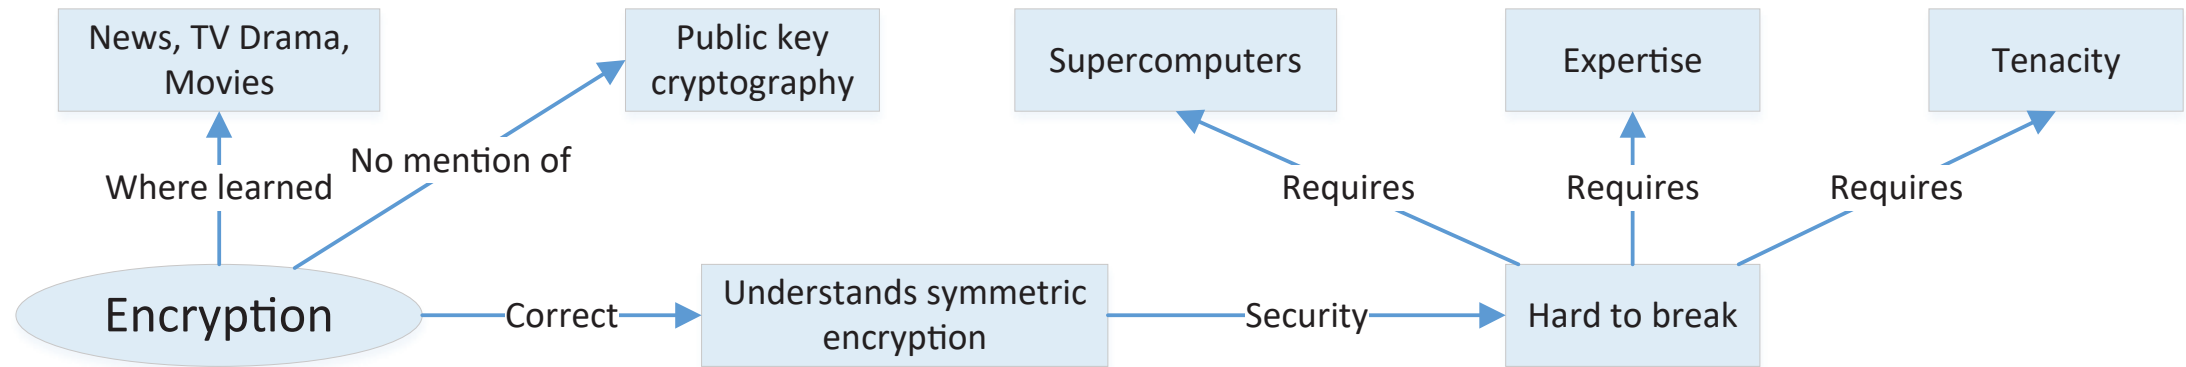 News, TV Drama,
Movies
Public key
cryptography
Supercomputers
Expertise
Tenacity
No mention of
Where learned
Requires
Requires
Requires
Encryption
Correct
Understands symmetric
encryption
Security
Hard to break